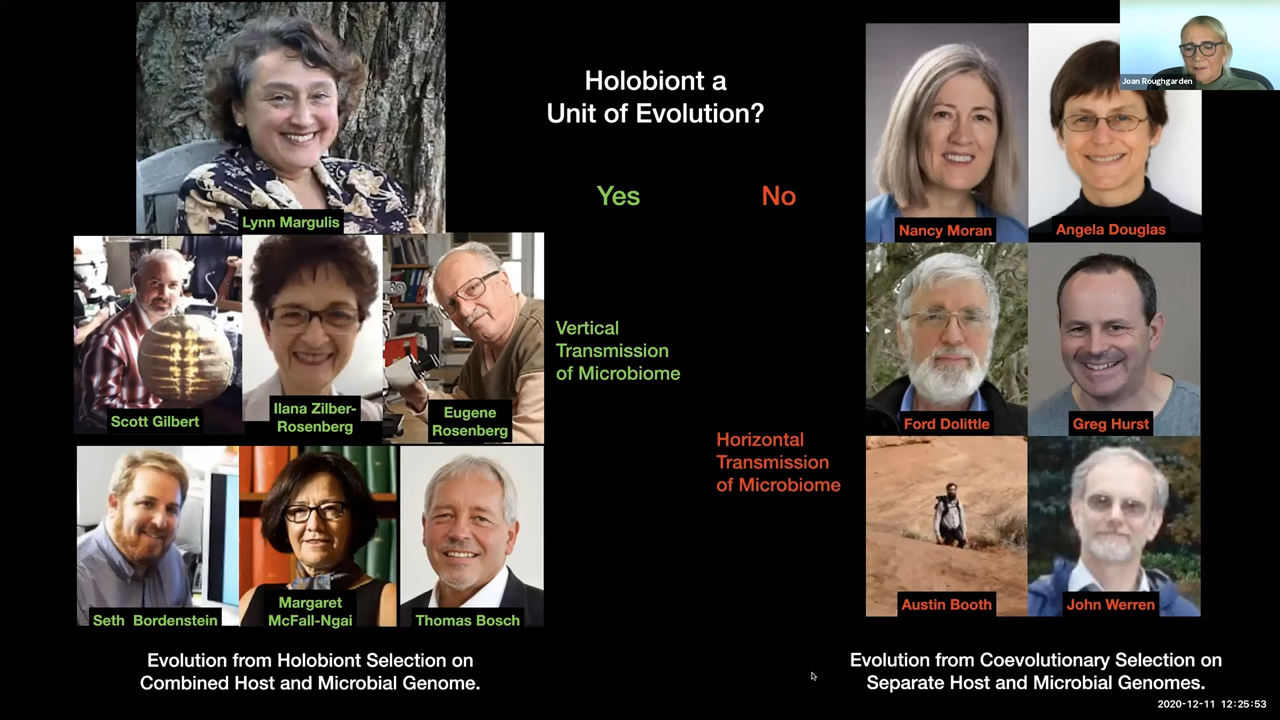 Holobiont a
Unit of Evolution?
Yes
No
Joan Roughgarden
Lynn Margulis
Nancy Moran
Angela Douglas
Vertical
Transmission
of Microbiome
Scott Gilbert
Ilana Zilber-
Rosenberg
Eugene
Rosenberg
Ford Dolittle
Greg Hurst
Horizontal
Transmission
of Microbiome
Seth Bordenstein
Margaret
McFall-Ngai
Thomas Bosch
Austin Booth
John Werren
Evolution from Holobiont Selection on
Combined Host and Microbial Genome.
Evolution from Coevolutionary Selection on
Separate Host and Microbial Genomes.
2020-12-11 12:25:53